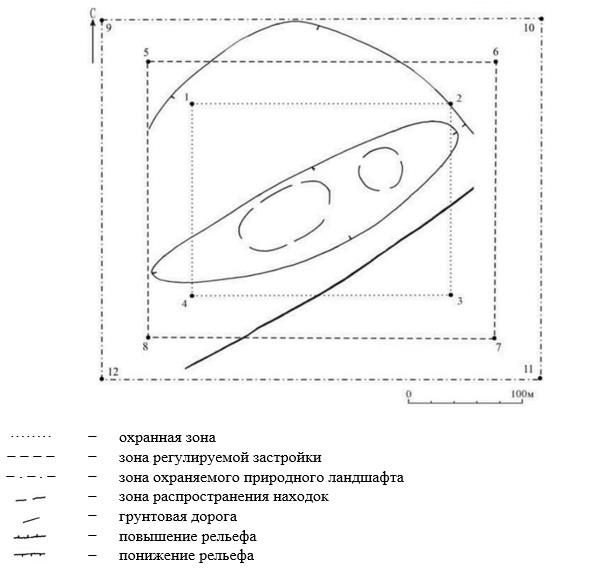 С
9
10
5
6
1
2
4
3
8
7
12
11
0 100м
– охранная зона
– зона регулируемой застройки
– зона охраняемого природного ландшафта
– зона распространения находок
– грунтовая дорога
– повышение рельефа
– понижение рельефа